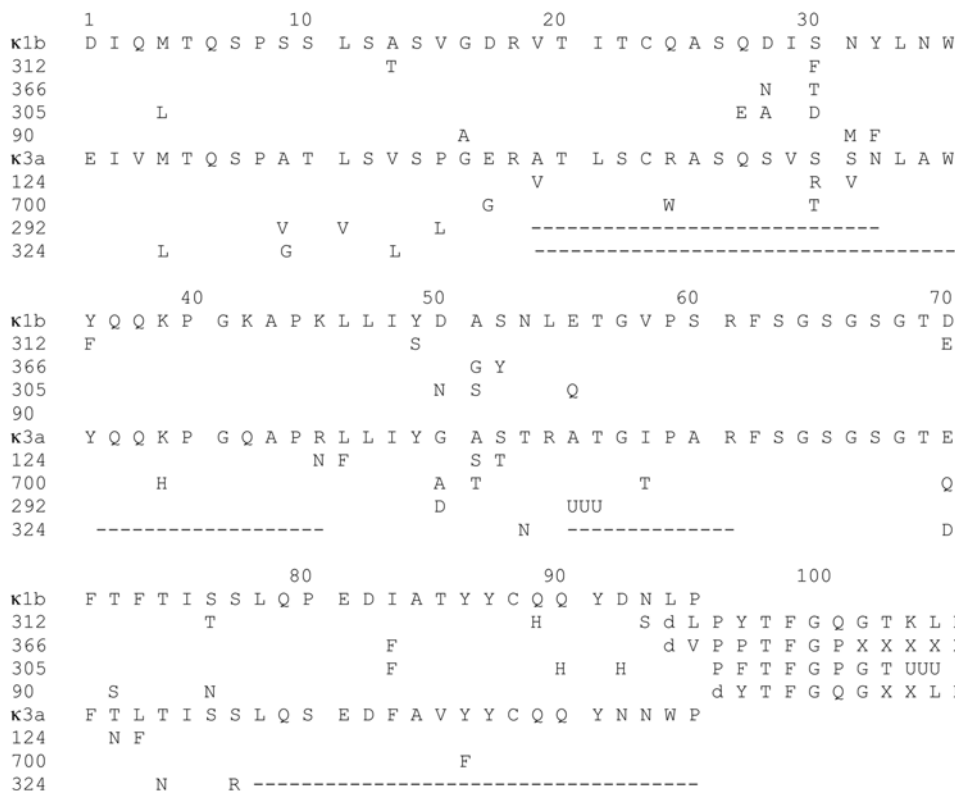 1 10 20 30
κ1b D I Q M T Q S P S S L S A S V G D R V T I T C Q A S Q D I S N Y L N W
312 T F
366 N T
305 L E A D
90 A M F
κ3a E I V M T Q S P A T L S V S P G E R A T L S C R A S Q S V S S N L A W
124 V R V
700 G W T
292 V V L ----------------------------
324 L G L ----------------------------------
40 50 60 70
κ1b Y Q Q K P G K A P K L L I Y D A S N L E T G V P S R F S G S G S G T D
312 F S E
366 G Y
305 N S Q
90
κ3a Y Q Q K P G Q A P R L L I Y G A S T R A T G I P A R F S G S G S G T E
124 N F S T
700 H A T T Q
292 D UUU
324 ------------------- N -------------- D
80 90 100
κ1b F T F T I S S L Q P E D I A T Y Y C Q Q Y D N L P
312 T H S d L P Y T F G Q G T K L
366 F d V P P T F G P X X X X
305 F H H P F T F G P G T UUU
90 S N d Y T F G Q G X X L
κ3a F T L T I S S L Q S E D F A V Y Y C Q Q Y N N W P
124 N F
700 F
324 N R -------------------------------------